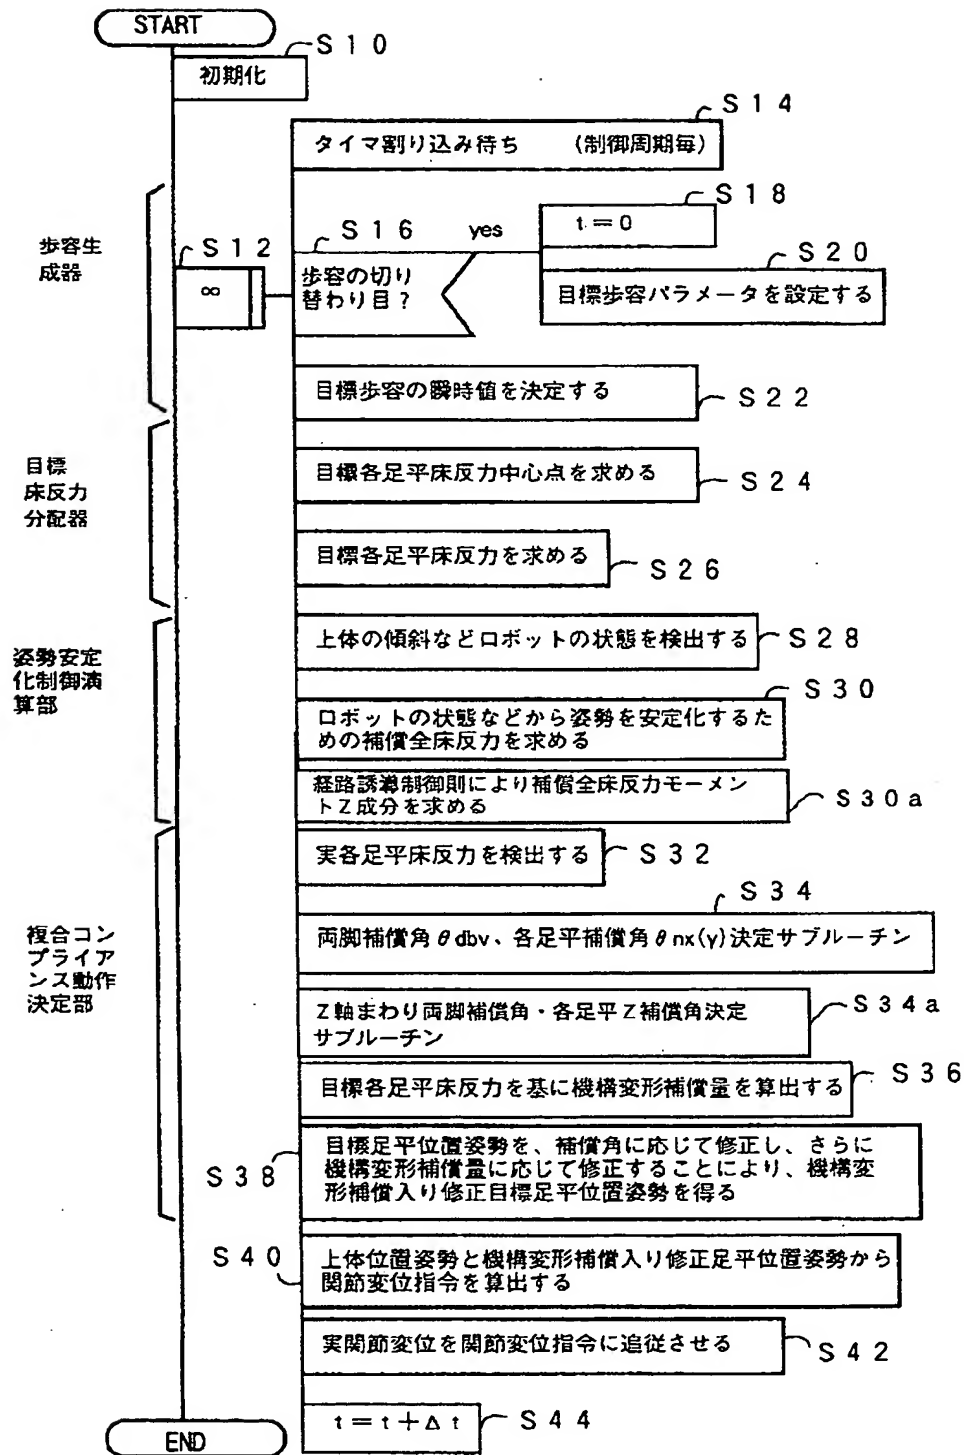 START
S10
初期化
S14
タイマ割り込み待ち (制御周期毎)
S18
t=0
歩容生
成器
S12
∞
S16
yes
歩容の切り
替わり目?
S20
目標歩容パラメータを設定する
目標歩容の瞬時値を決定する
S22
目標
床反力
分配器
目標各足平床反力中心点を求める
S24
目標各足平床反力を求める
S26
姿勢安定
化制御演
算部
上体の傾斜などロボットの状態を検出する
S28
S30
ロボットの状態などから姿勢を安定化するた
めの補償全床反力を求める
経路誘導制御則により補償全床反力モーメン
トZ成分を求める
S30a
実各足平床反力を検出する
S32
複合コン
プライア
ンス動作
決定部
S34
両脚補償角θdbv、各足平補償角θnx(y)決定サブルーチン
Z軸まわり両脚補償角・各足平Z補償角決定
サブルーチン
S34a
目標各足平床反力を基に機構変形補償量を算出する
S36
S38
目標足平位置姿勢を、補償角に応じて修正し、さらに
機構変形補償量に応じて修正することにより、機構変
形補償入り修正目標足平位置姿勢を得る
S40
上体位置姿勢と機構変形補償入り修正足平位置姿勢から
関節変位指令を算出する
実関節変位を関節変位指令に追従させる
S42
t=t+Δt
S44
END